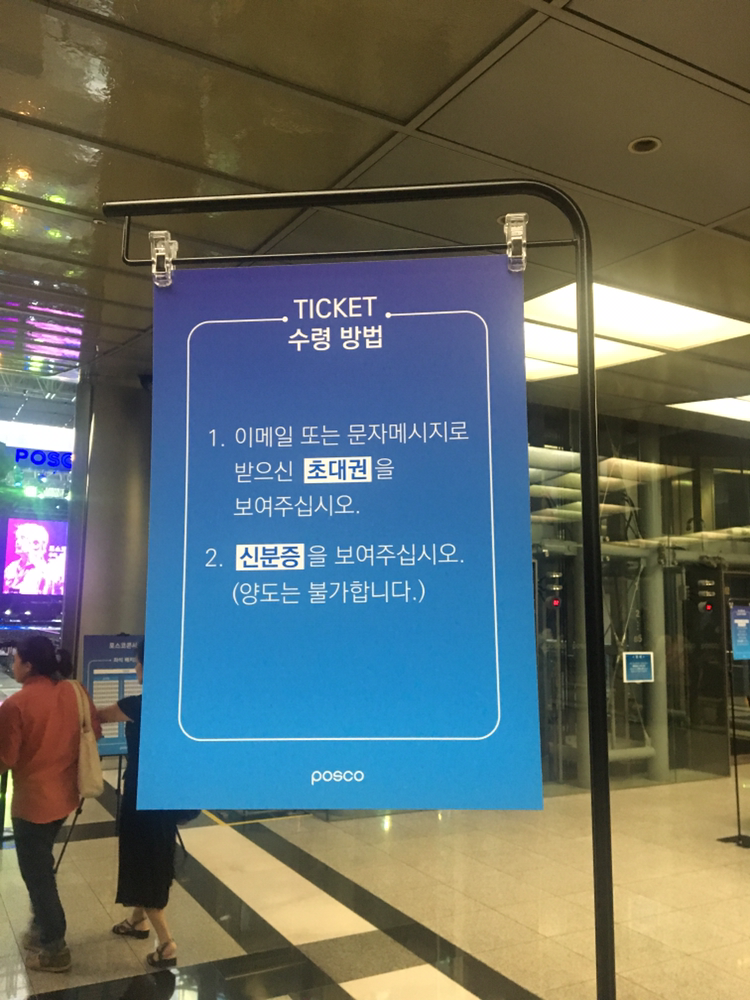 TICKET
수령 방법
1. 이메일 또는 문자메시지로
받으신 초대권을
보여주십시오.
2. 신분증을 보여주십시오.
(양도는 불가합니다.)
posco
POSC